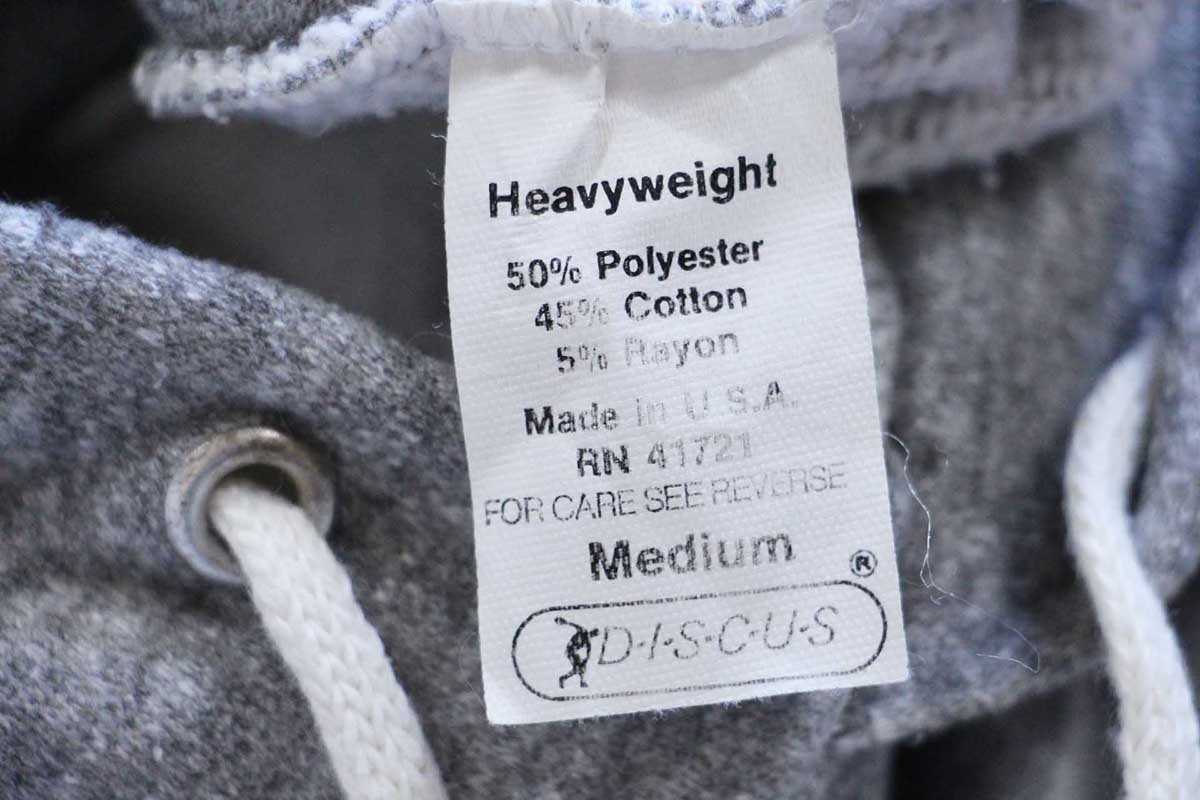 Heavyweight
50% Polyester
45% Cotton
5% Rayon
Made in U.S.A.
RN 41721
FOR CARE SEE REVERSE
Medium
®
D·I·S·C·U·S